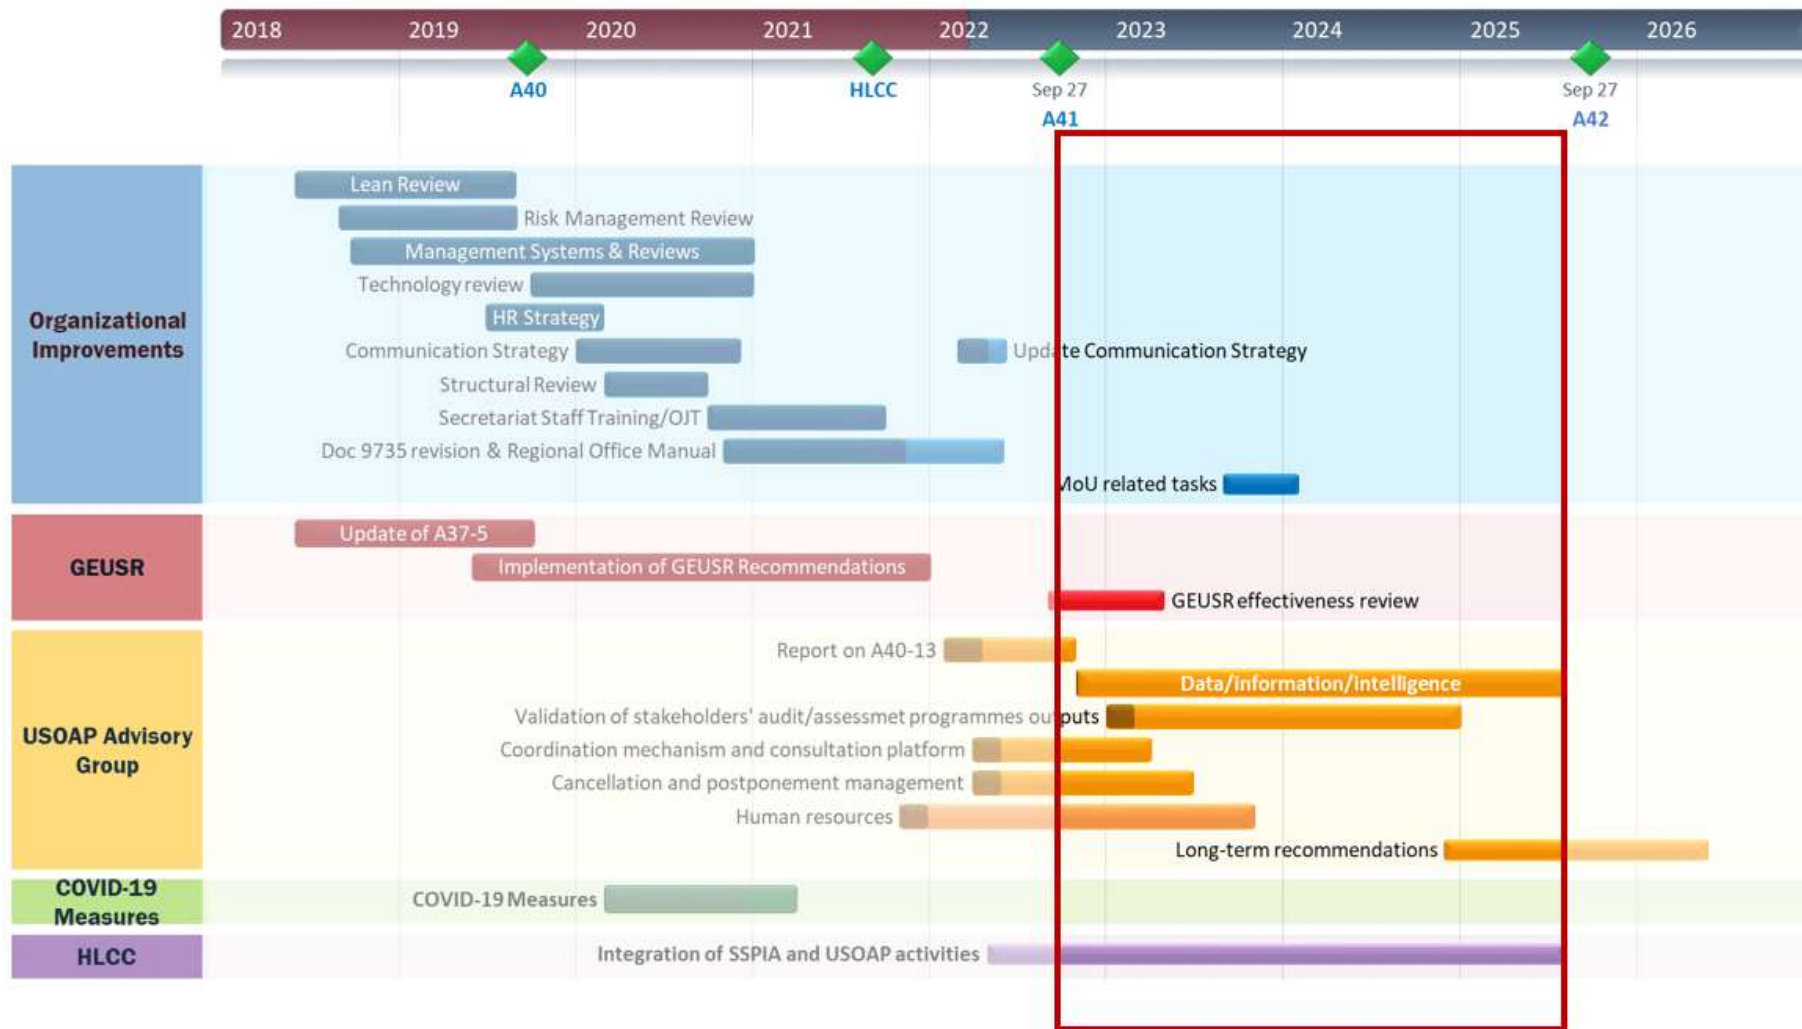 2018 2019 2020 2021 2022 2023 2024 2025 2026
A40 HLCC Sep 27 Sep 27
A41 A42
Organizational
Improvements
Lean Review
Risk Management Review
Management Systems & Reviews
Technology review
HR Strategy
Communication Strategy Update Communication Strategy
Structural Review
Secretariat Staff Training/OJT
Doc 9735 revision & Regional Office Manual
MoU related tasks
GEUSR
Update of A37-5
Implementation of GEUSR Recommendations
GEUSR effectiveness review
USOAP Advisory
Group
Report on A40-13
Data/information/intelligence
Validation of stakeholders' audit/assessmet programmes outputs
Coordination mechanism and consultation platform
Cancellation and postponement management
Human resources
Long-term recommendations
COVID-19
Measures
COVID-19 Measures
HLCC
Integration of SSPIA and USOAP activities